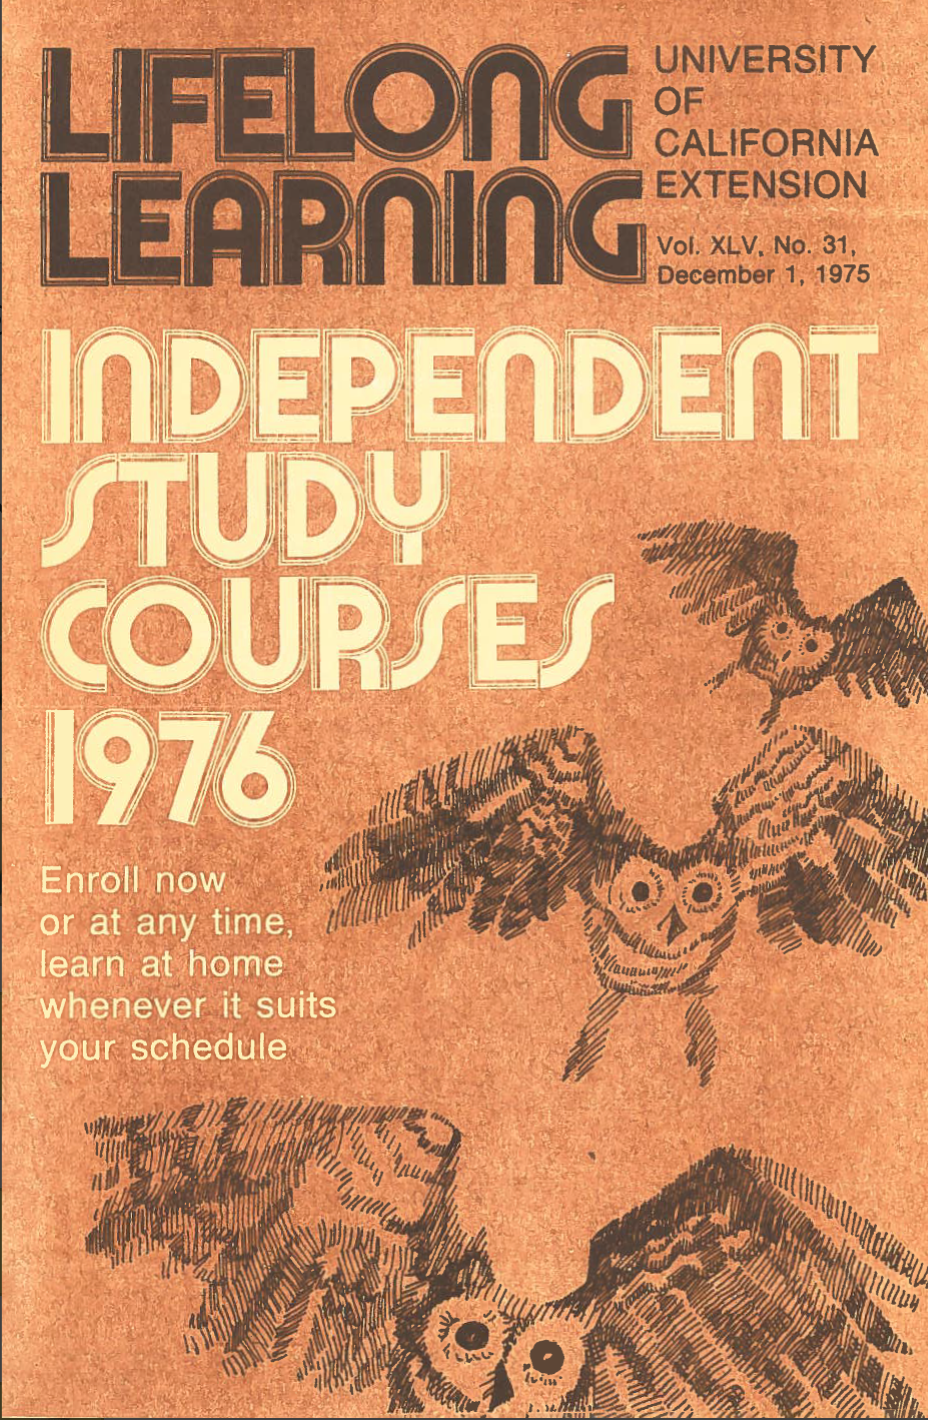 LIFELONG
LEARNING
UNIVERSITY
OF
CALIFORNIA
EXTENSION
Vol. XLV, No. 31,
December 1, 1975
INDEPENDENT
STUDY
COURSES
1976
Enroll now
or at any time,
learn at home
whenever it suits
your schedule